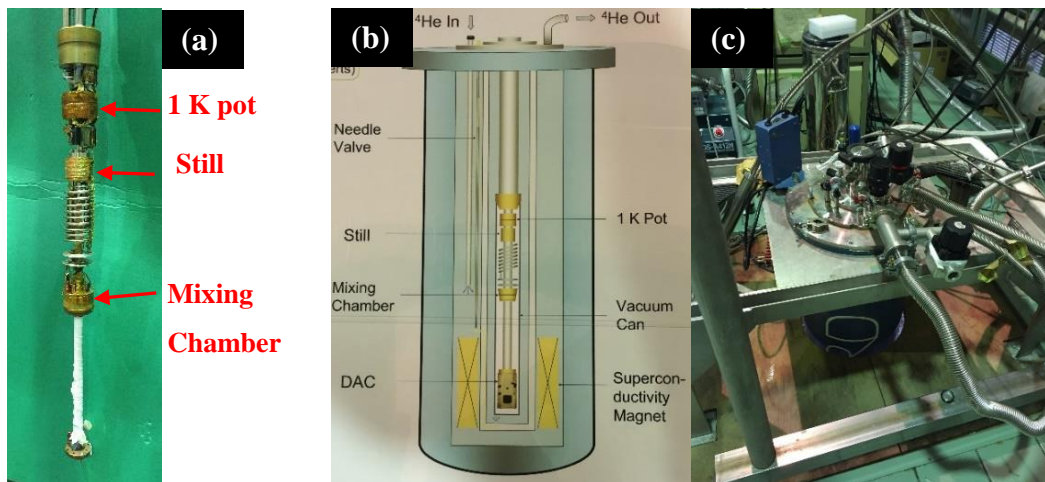 (a)
1 K pot
Still
Mixing
Chamber
(b)
⁴He In
⁴He Out
erts)
Needle
Valve
1 K Pot
Still
Mixing
Chamber
Vacuum
Can
DAC
Supercon-
ductivity
Magnet
(c)